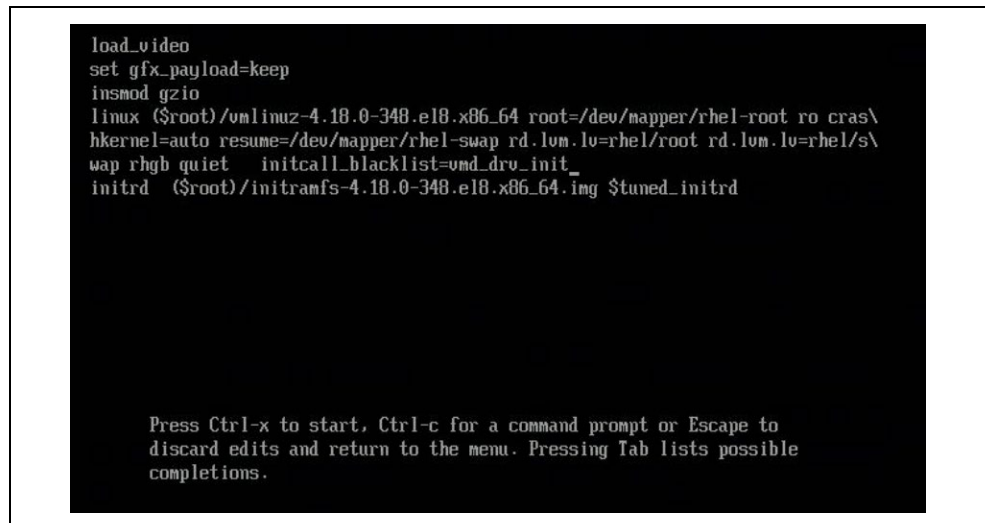 load_video
set gfx_payload=keep
insmod gzio
linux ($root)/vmlinuz-4.18.0-348.el8.x86_64 root=/dev/mapper/rhel-root ro cras\
hkernel=auto resume=/dev/mapper/rhel-swap rd.lvm.lv=rhel/root rd.lvm.lv=rhel/s\
wap rhgb quiet   initcall_blacklist=vmd_drv_init_
initrd  ($root)/initramfs-4.18.0-348.el8.x86_64.img $tuned_initrd
Press Ctrl-x to start, Ctrl-c for a command prompt or Escape to
discard edits and return to the menu. Pressing Tab lists possible
completions.